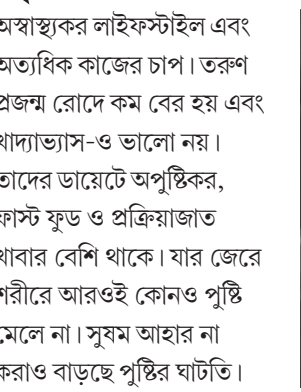 অস্বাস্থ্যকর লাইফস্টাইল এবং
অত্যধিক কাজের চাপ। তরুণ
প্রজন্ম রোদে কম বের হয় এবং
খাদ্যাভ্যাস-ও ভালো নয়।
তাদের ডায়েটে অপুষ্টিকর,
ফাস্ট ফুড ও প্রক্রিয়াজাত
খাবার বেশি থাকে। যার জেরে
শরীরে আরওই কোনও পুষ্টি
মেলে না। সুষম আহার না
করাও বাড়ছে পুষ্টির ঘাটতি।